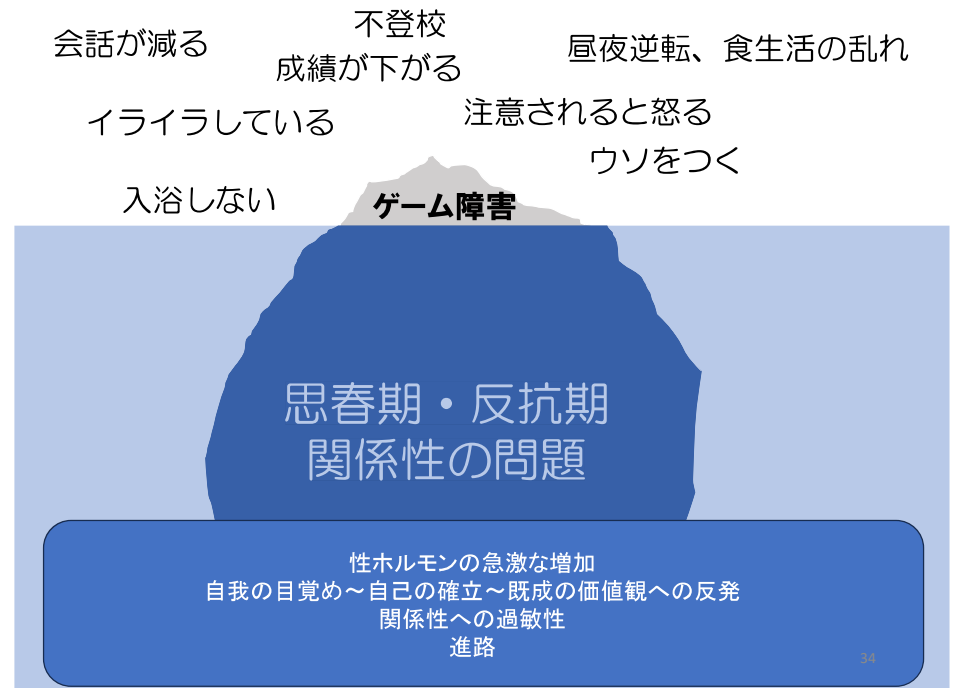 不登校
会話が減る
昼夜逆転、食生活の乱れ
成績が下がる
イライラしている
注意されると怒る
ウソをつく
入浴しない
ゲーム障害
思春期・反抗期
関係性の問題
性ホルモンの急激な増加
自我の目覚め～自己の確立～既成の価値観への反発
関係性への過敏性
進路
34